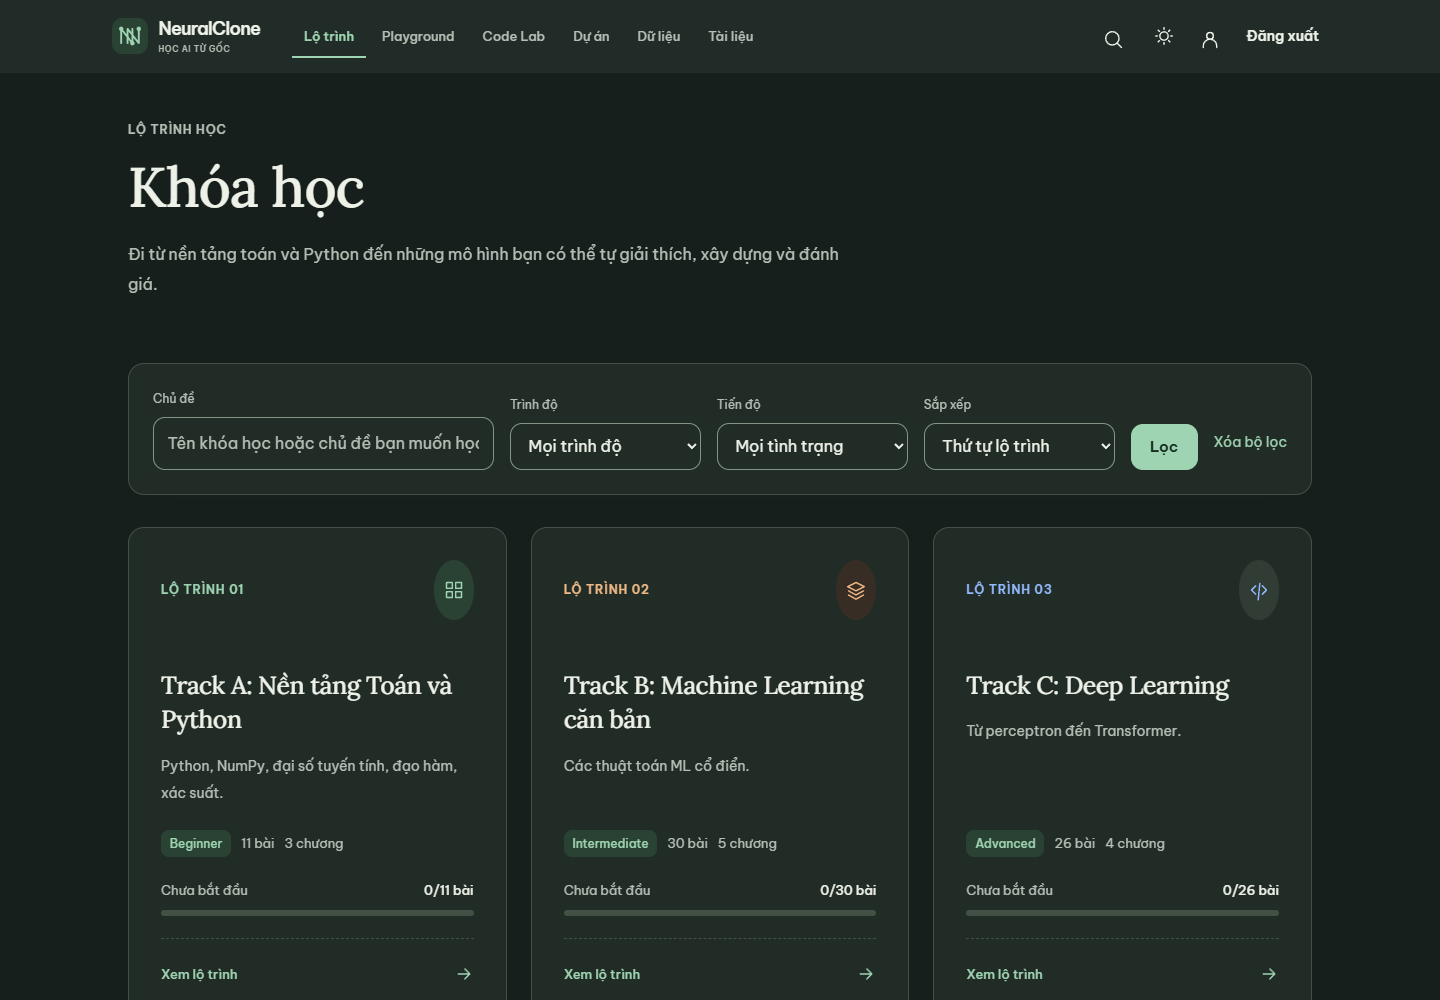 NeuralClone
HỌC AI TỪ GỐC
Lộ trình
Playground
Code Lab
Dự án
Dữ liệu
Tài liệu
Đăng xuất
LỘ TRÌNH HỌC
Khóa học
Đi từ nền tảng toán và Python đến những mô hình bạn có thể tự giải thích, xây dựng và đánh
giá.
Chủ đề
Tên khóa học hoặc chủ đề bạn muốn học
Trình độ
Mọi trình độ
Tiến độ
Mọi tình trạng
Sắp xếp
Thứ tự lộ trình
Lọc
Xóa bộ lọc
LỘ TRÌNH 01
Track A: Nền tảng Toán và
Python
Python, NumPy, đại số tuyến tính, đạo hàm,
xác suất.
Beginner 11 bài 3 chương
Chưa bắt đầu 0/11 bài
Xem lộ trình
LỘ TRÌNH 02
Track B: Machine Learning
căn bản
Các thuật toán ML cổ điển.
Intermediate 30 bài 5 chương
Chưa bắt đầu 0/30 bài
Xem lộ trình
LỘ TRÌNH 03
Track C: Deep Learning
Từ perceptron đến Transformer.
Advanced 26 bài 4 chương
Chưa bắt đầu 0/26 bài
Xem lộ trình